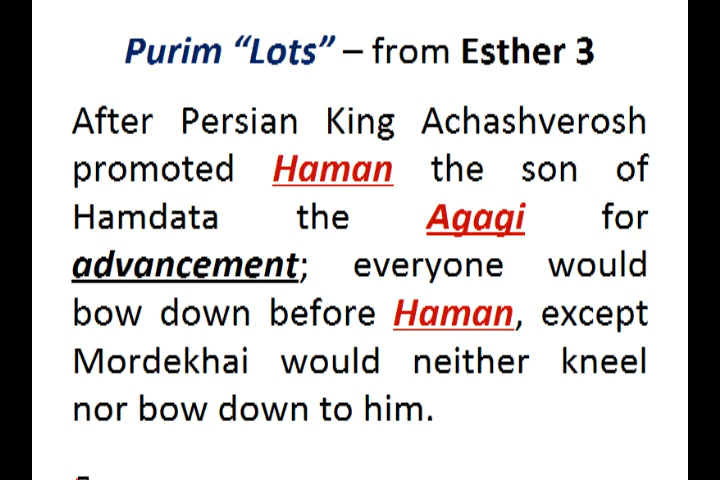 Purim “Lots” – from Esther 3
After Persian King Achashverosh
promoted Haman the son of
Hamdata the Agagi for
advancement; everyone would
bow down before Haman, except
Mordekhai would neither kneel
nor bow down to him.